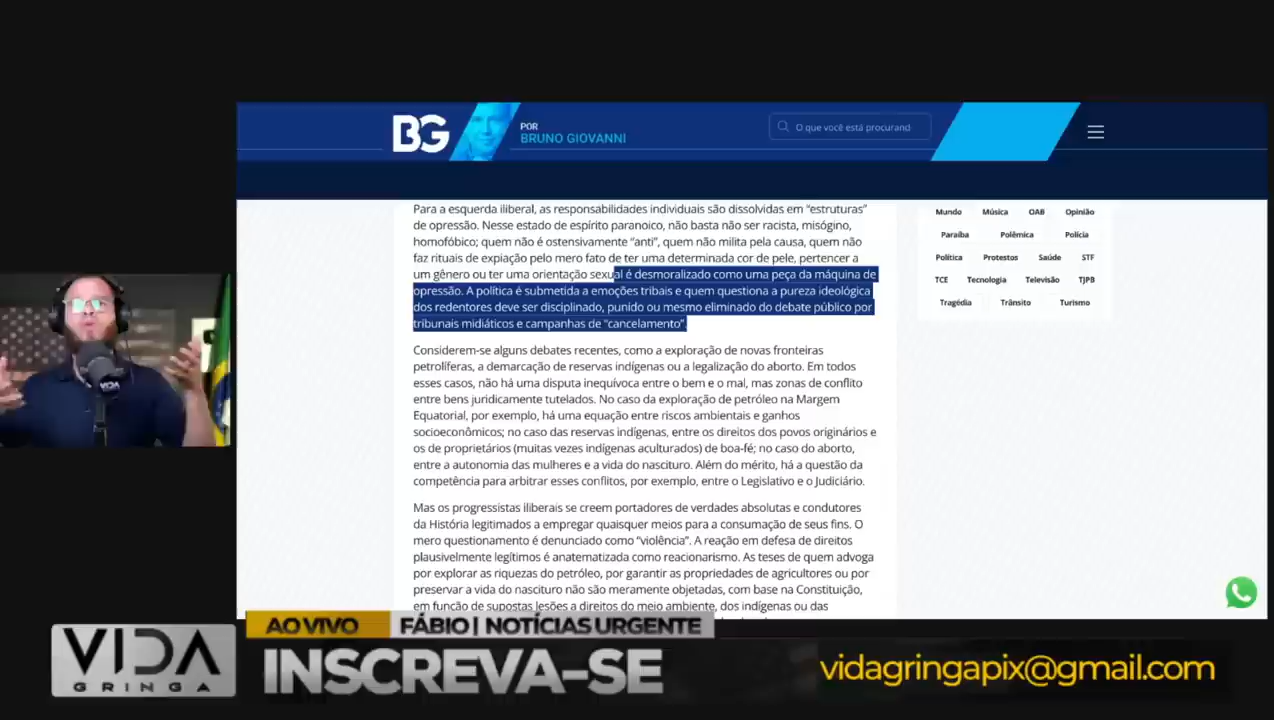 BG
POR
BRUNO GIOVANNI
O que você está procurand
Para a esquerda iliberal, as responsabilidades individuais são dissolvidas em “estruturas”
de opressão. Nesse estado de espírito paranoico, não basta não ser racista, misógino,
homofóbico; quem não é ostensivamente “anti”, quem não milita pela causa, quem não
faz rituais de expiação pelo mero fato de ter uma determinada cor de pele, pertencer a
um gênero ou ter uma orientação sexual é desmoralizado como uma peça da máquina de
opressão. A política é submetida a emoções tribais e quem questiona a pureza ideológica
dos redentores deve ser disciplinado, punido ou mesmo eliminado do debate público por
tribunais midiáticos e campanhas de “cancelamento”.
Considerem-se alguns debates recentes, como a exploração de novas fronteiras
petrolíferas, a demarcação de reservas indígenas ou a legalização do aborto. Em todos
esses casos, não há uma disputa inequívoca entre o bem e o mal, mas zonas de conflito
entre bens juridicamente tutelados. No caso da exploração de petróleo na Margem
Equatorial, por exemplo, há uma equação entre riscos ambientais e ganhos
socioeconômicos; no caso das reservas indígenas, entre os direitos dos povos originários e
os de proprietários (muitas vezes indígenas aculturados) de boa-fé; no caso do aborto,
entre a autonomia das mulheres e a vida do nascituro. Além do mérito, há a questão da
competência para arbitrar esses conflitos, por exemplo, entre o Legislativo e o Judiciário.
Mas os progressistas iliberais se creem portadores de verdades absolutas e condutores
da História legitimados a empregar quaisquer meios para a consumação de seus fins. O
mero questionamento é denunciado como “violência”. A reação em defesa de direitos
plausivelmente legítimos é anatematizada como reacionarismo. As teses de quem advoga
por explorar as riquezas do petróleo, por garantir as propriedades de agricultores ou por
preservar a vida do nascituro não são meramente objetadas, com base na Constituição,
em função de supostas lesões a direitos do meio ambiente, dos indígenas ou das
Mundo Música OAB Opinião
Paraíba Polêmica Polícia
Política Protestos Saúde STF
TCE Tecnologia Televisão TJPB
Tragédia Trânsito Turismo
AO VIVO
FÁBIO | NOTÍCIAS URGENTE
VIDA
GRINGA
INSCREVA-SE
vidagringapix@gmail.com